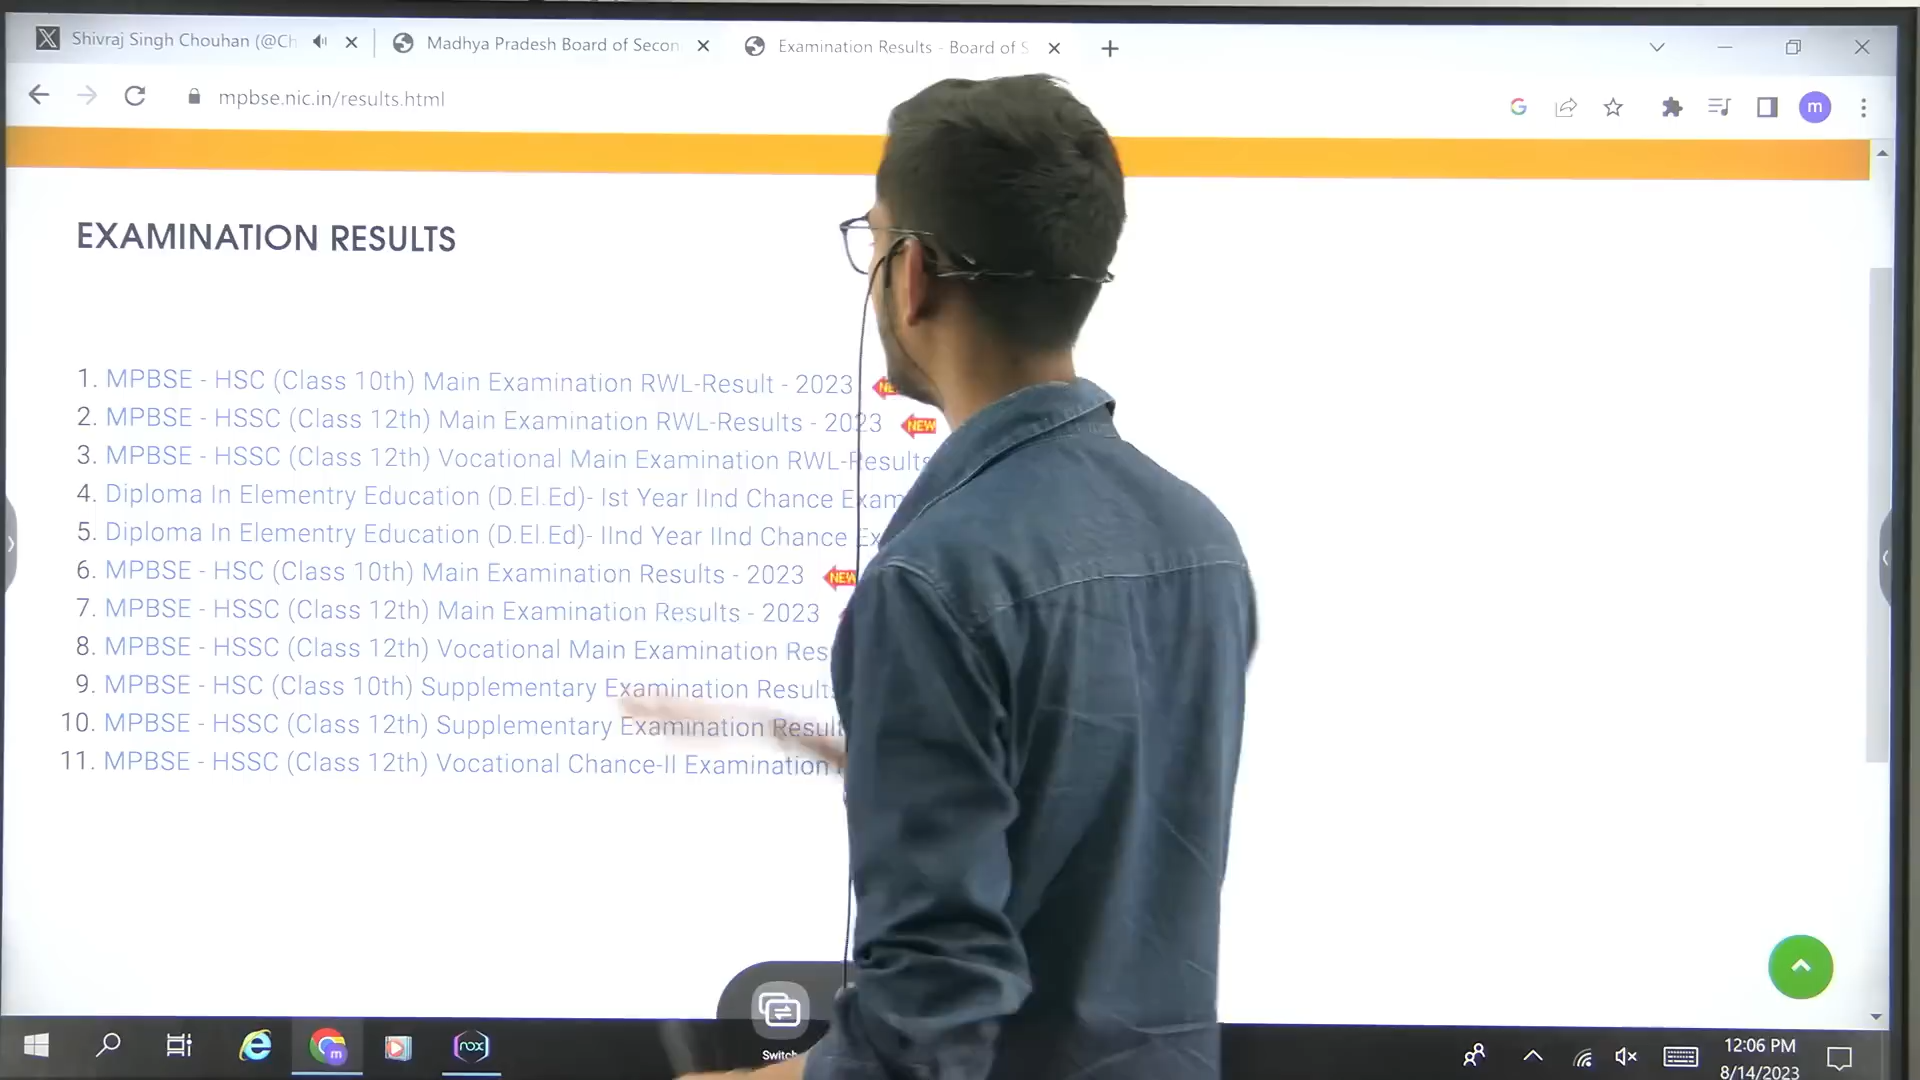 Shivraj Singh Chouhan (@Ch
Madhya Pradesh Board of Secon
Examination Results - Board of S
mpbse.nic.in/results.html
m
EXAMINATION RESULTS
1. MPBSE - HSC (Class 10th) Main Examination RWL-Result - 2023
2. MPBSE - HSSC (Class 12th) Main Examination RWL-Results - 2023 NEW
3. MPBSE - HSSC (Class 12th) Vocational Main Examination RWL-Results
4. Diploma In Elementry Education (D.El.Ed)- Ist Year IInd Chance Exam
5. Diploma In Elementry Education (D.El.Ed)- IInd Year IInd Chance Ex
6. MPBSE - HSC (Class 10th) Main Examination Results - 2023 NEW
7. MPBSE - HSSC (Class 12th) Main Examination Results - 2023
8. MPBSE - HSSC (Class 12th) Vocational Main Examination Res
9. MPBSE - HSC (Class 10th) Supplementary Examination Results
10. MPBSE - HSSC (Class 12th) Supplementary Examination Result
11. MPBSE - HSSC (Class 12th) Vocational Chance-II Examination
Switch
nox
12:06 PM
8/14/2023